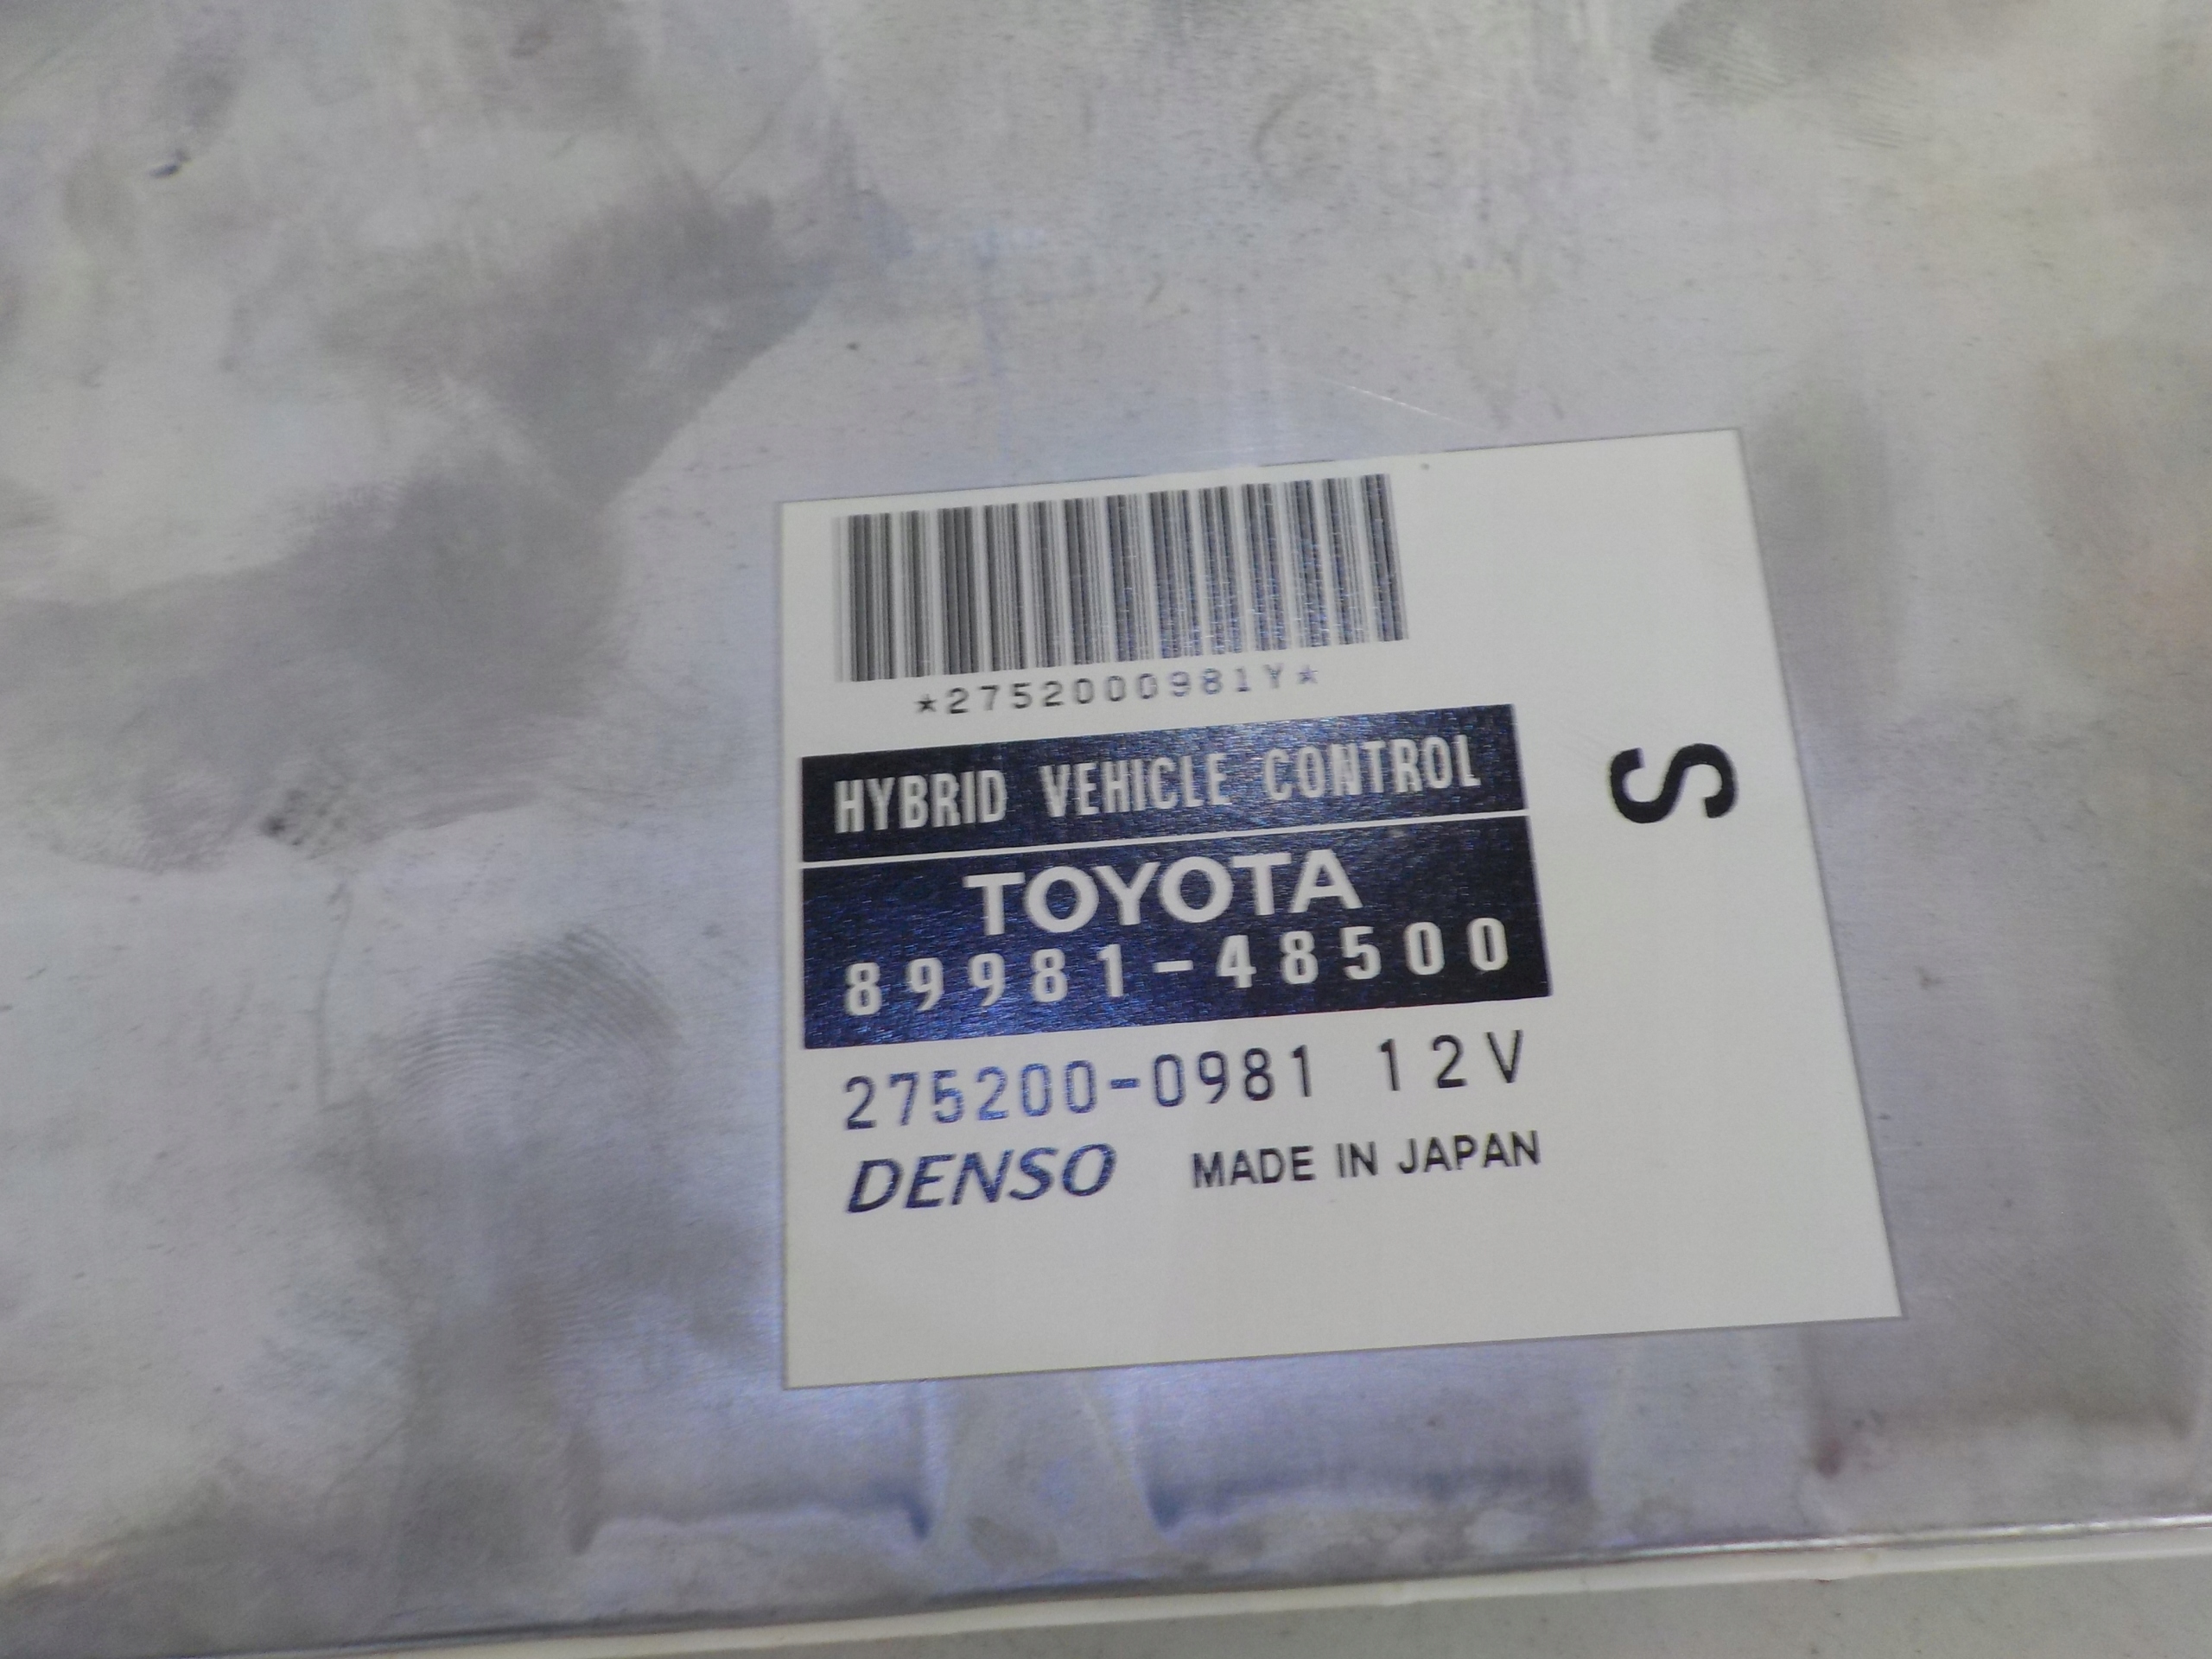 *2752000981Y*
HYBRID VEHICLE CONTROL
TOYOTA
89981-48500
275200-0981 12V
DENSO MADE IN JAPAN
S